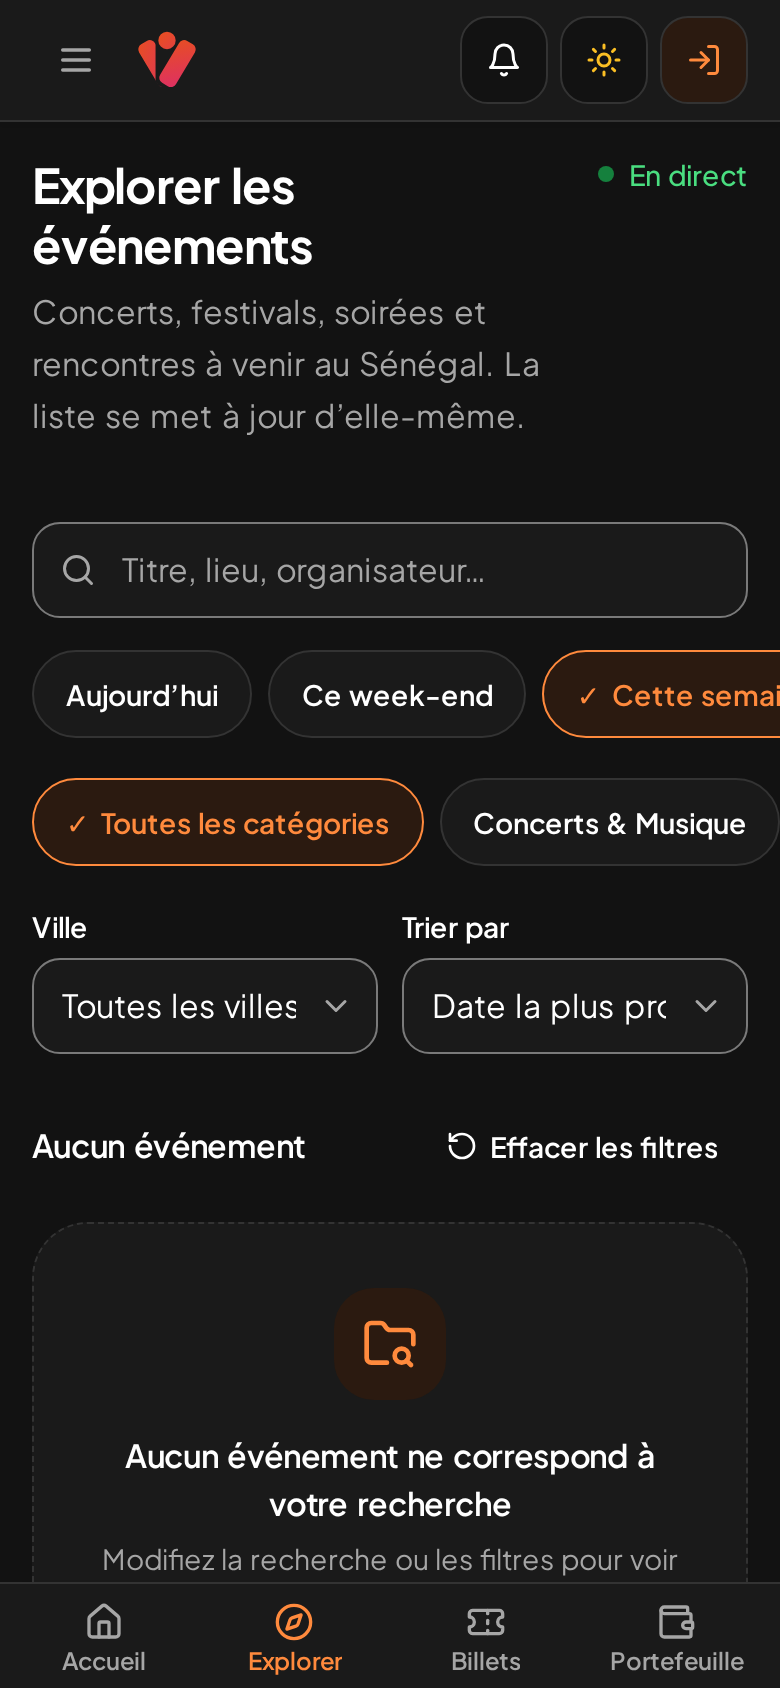 Explorer les
événements
En direct
Concerts, festivals, soirées et
rencontres à venir au Sénégal. La
liste se met à jour d’elle-même.
Titre, lieu, organisateur…
Aujourd’hui
Ce week-end
✓ Cette semai
✓ Toutes les catégories
Concerts & Musique
Ville
Trier par
Toutes les villes
Date la plus pro
Aucun événement
Effacer les filtres
Aucun événement ne correspond à
votre recherche
Modifiez la recherche ou les filtres pour voir
Accueil
Explorer
Billets
Portefeuille